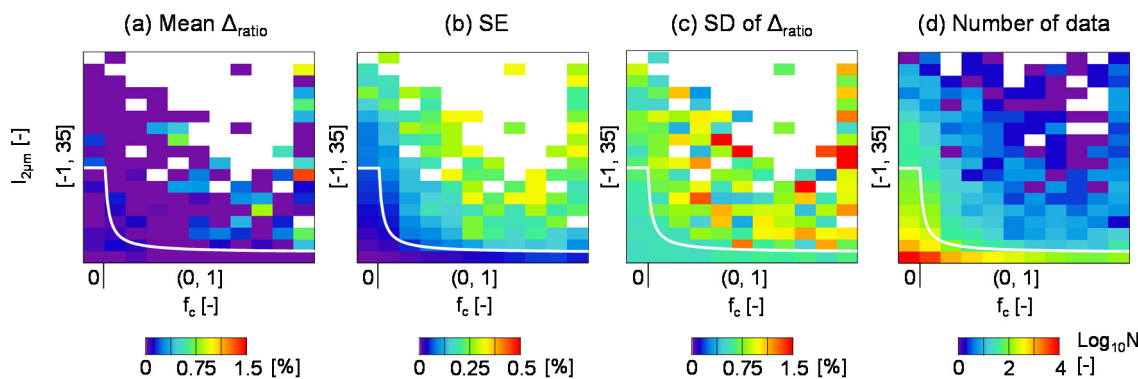 (a) Mean Δratio
(b) SE
(c) SD of Δratio
(d) Number of data
I2μm [-]
[-1, 35]
[-1, 35]
[-1, 35]
[-1, 35]
0 (0, 1]
fc [-]
0 (0, 1]
fc [-]
0 (0, 1]
fc [-]
0 (0, 1]
fc [-]
0 0.75 1.5 [%]
0 0.25 0.5 [%]
0 0.75 1.5 [%]
Log10N
0 2 4 [-]